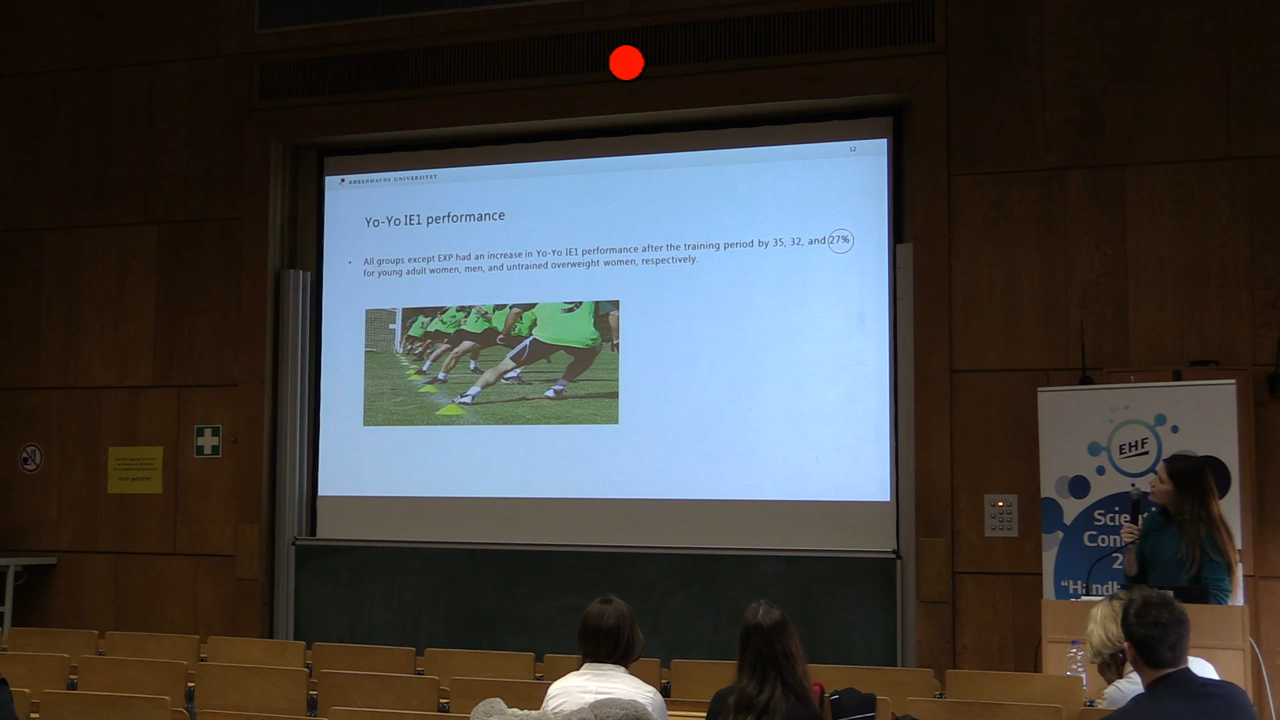 12
KØBENHAVNS UNIVERSITET
Yo-Yo IE1 performance
• All groups except EXP had an increase in Yo-Yo IE1 performance after the training period by 35, 32, and 27%
for young adult women, men, and untrained overweight women, respectively.
EHF
Scie
Con
2
"Handb